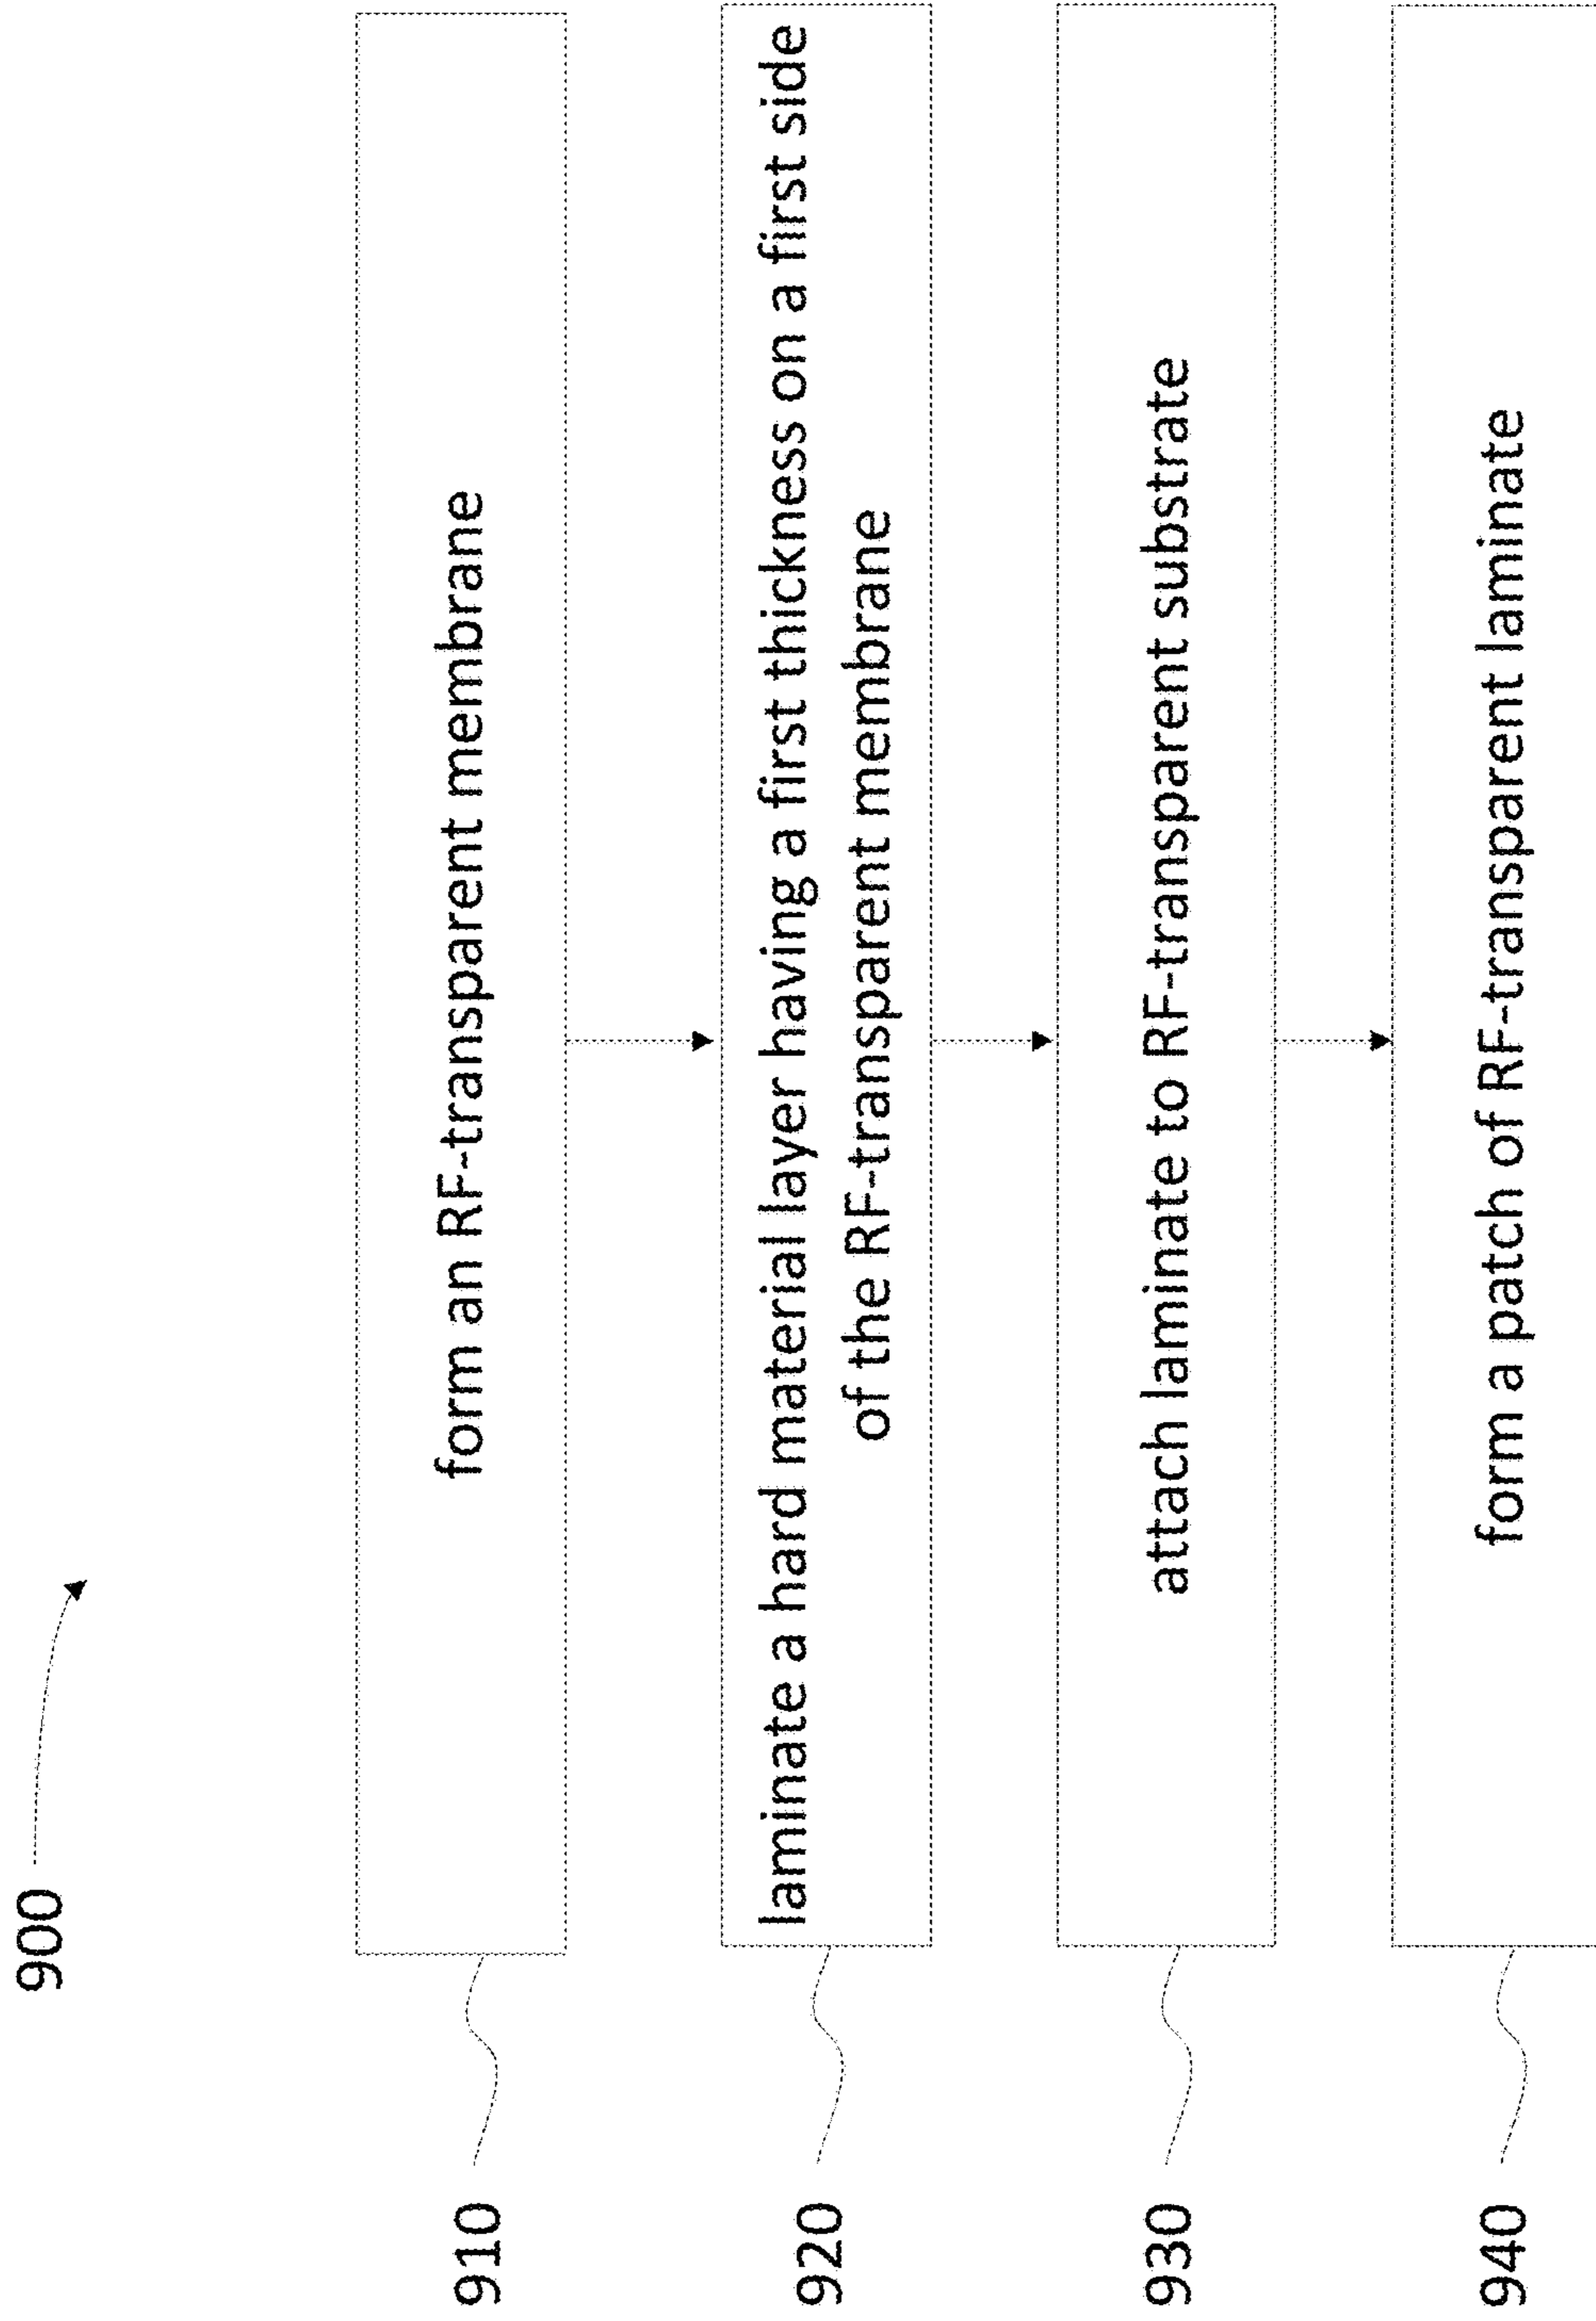 900
910
form an RF-transparent membrane
920
laminate a hard material layer having a first thickness on a first side
of the RF-transparent membrane
930
attach laminate to RF-transparent substrate
940
form a patch of RF-transparent laminate